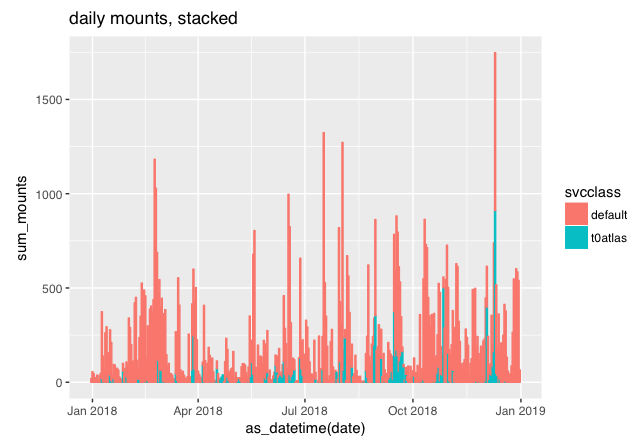 daily mounts, stacked
sum_mounts
1500
1000
500
0
Jan 2018
Apr 2018
Jul 2018
Oct 2018
Jan 2019
as_datetime(date)
svcclass
default
t0atlas